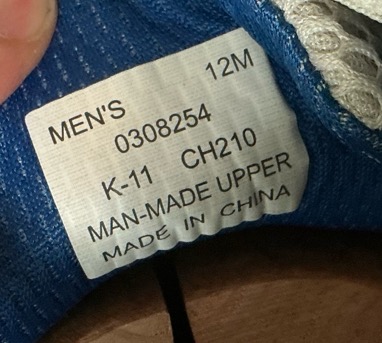 MEN'S 12M
0308254
K-11 CH210
MAN-MADE UPPER
MADE IN CHINA